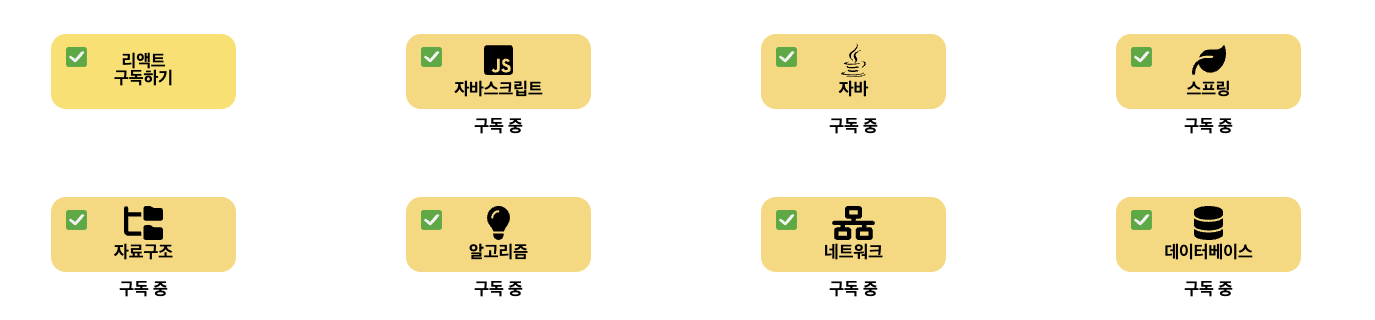 리액트
구독하기
JS
자바스크립트
구독 중
자바
구독 중
스프링
구독 중
자료구조
구독 중
알고리즘
구독 중
네트워크
구독 중
데이터베이스
구독 중